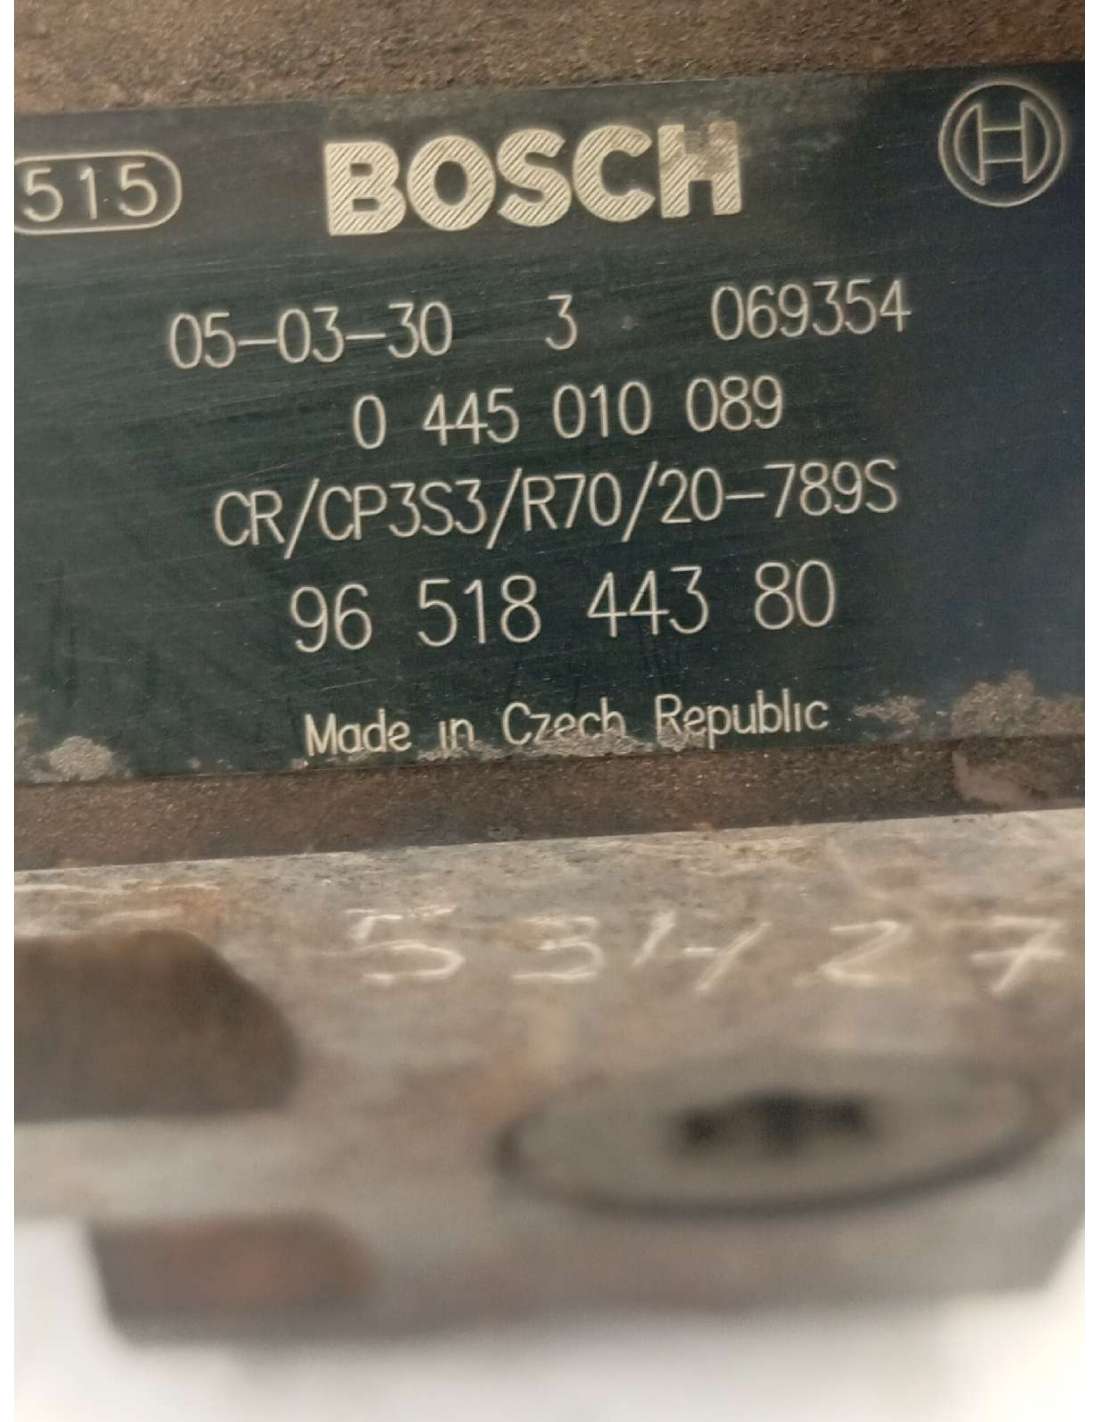 515 BOSCH
05-03-30 3 069354
0 445 010 089
CR/CP3S3/R70/20-789S
96 518 443 80
Made in Czech Republic
531427